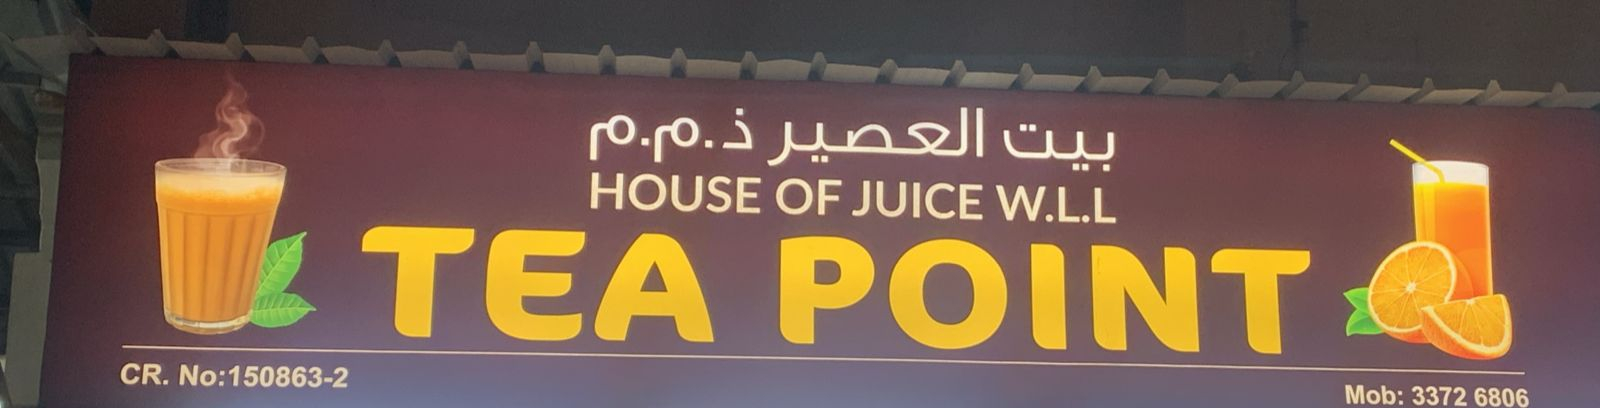 بيت العصير ذ.م.م
HOUSE OF JUICE W.L.L
TEA POINT
CR. No:150863-2
Mob: 3372 6806